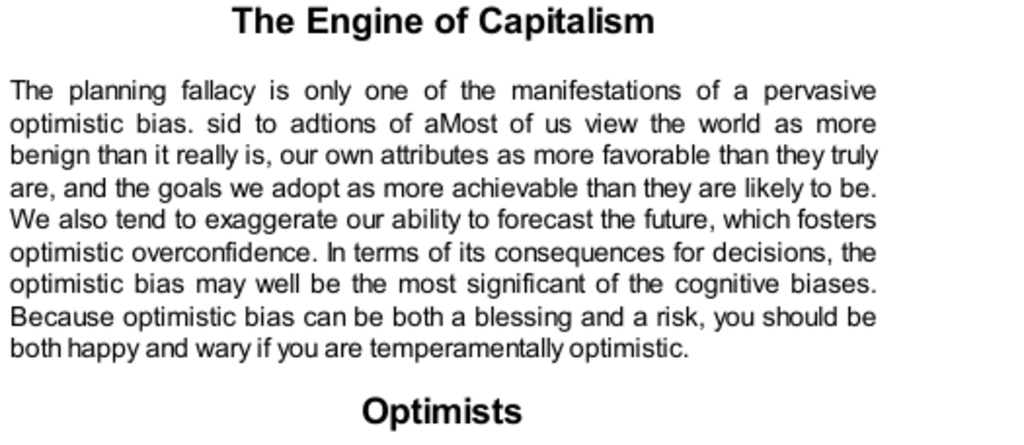 The Engine of Capitalism
The planning fallacy is only one of the manifestations of a pervasive
optimistic bias. sid to adtions of aMost of us view the world as more
benign than it really is, our own attributes as more favorable than they truly
are, and the goals we adopt as more achievable than they are likely to be.
We also tend to exaggerate our ability to forecast the future, which fosters
optimistic overconfidence. In terms of its consequences for decisions, the
optimistic bias may well be the most significant of the cognitive biases.
Because optimistic bias can be both a blessing and a risk, you should be
both happy and wary if you are temperamentally optimistic.
Optimists